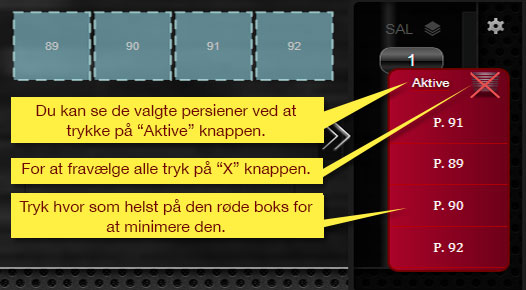 SAL
89 90 91 92
1
Aktive
Du kan se de valgte persiener ved at
trykke på “Aktive” knappen.
P. 91
For at fravælge alle tryk på “X” knappen.
P. 89
Tryk hvor som helst på den røde boks for
at minimere den.
P. 90
P. 92